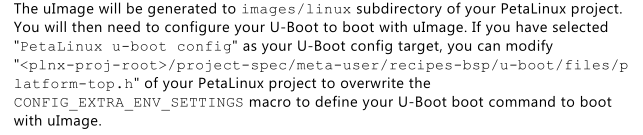 The uImage will be generated to images/linux subdirectory of your PetaLinux project.
You will then need to configure your U-Boot to boot with uImage. If you have selected
"PetaLinux u-boot config" as your U-Boot config target, you can modify
"<plnx-proj-root>/project-spec/meta-user/recipes-bsp/u-boot/files/p
latform-top.h" of your PetaLinux project to overwrite the
CONFIG_EXTRA_ENV_SETTINGS macro to define your U-Boot boot command to boot
with uImage.